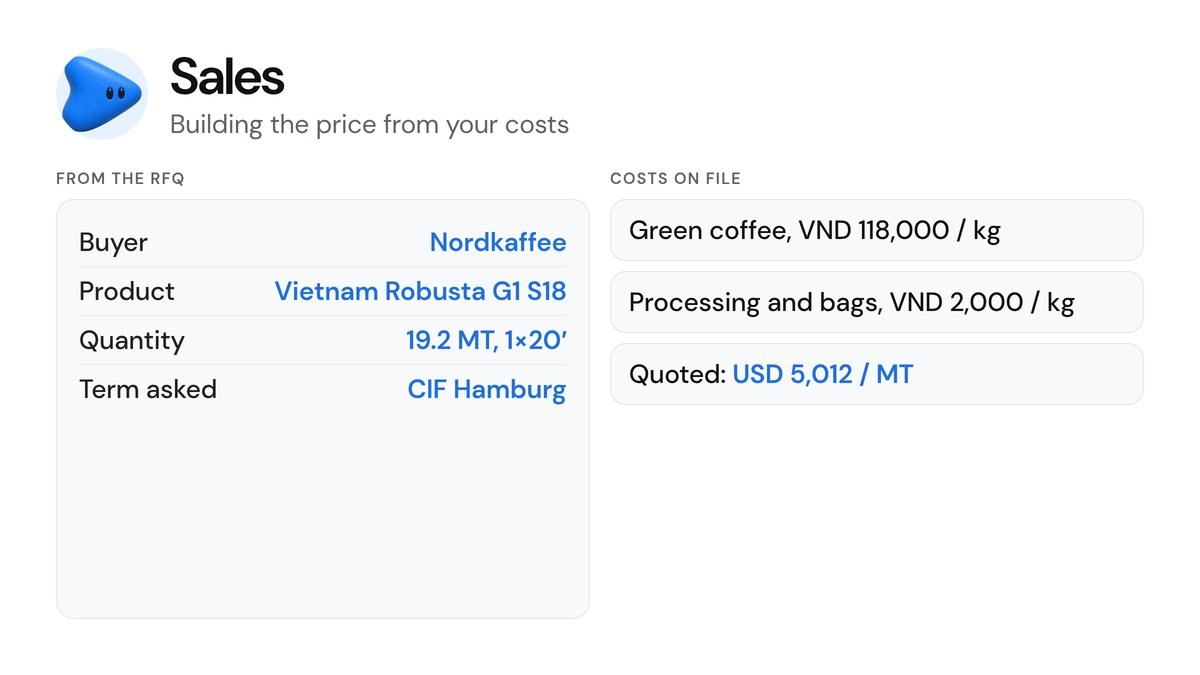 Sales
Building the price from your costs
FROM THE RFQ
Buyer Nordkaffee
Product Vietnam Robusta G1 S18
Quantity 19.2 MT, 1×20′
Term asked CIF Hamburg
COSTS ON FILE
Green coffee, VND 118,000 / kg
Processing and bags, VND 2,000 / kg
Quoted: USD 5,012 / MT